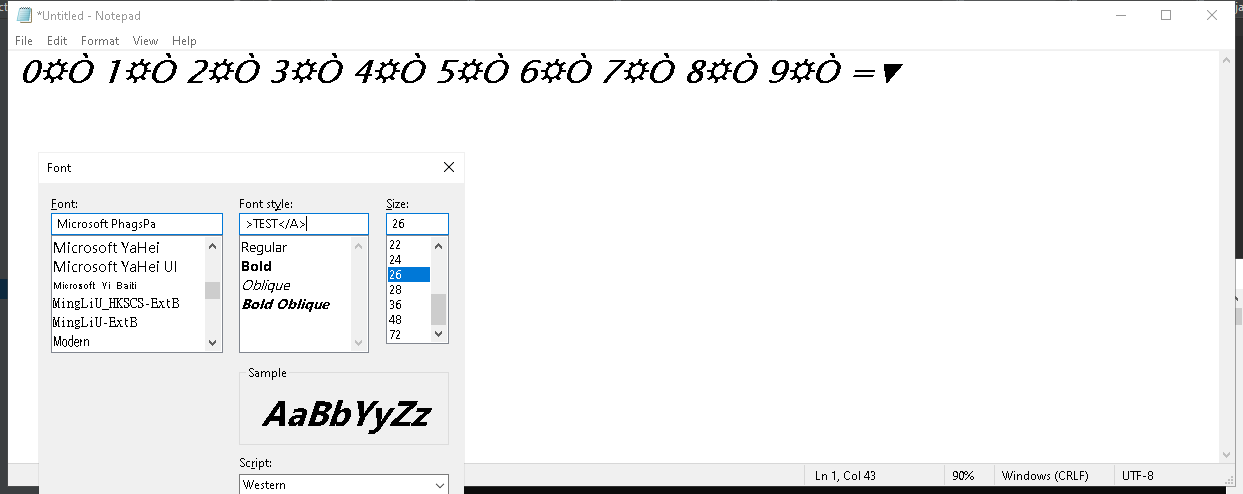 *Untitled - Notepad
File Edit Format View Help
0¤Ò 1¤Ò 2¤Ò 3¤Ò 4¤Ò 5¤Ò 6¤Ò 7¤Ò 8¤Ò 9¤Ò =▼
Font
Font:
Microsoft PhagsPa
Microsoft YaHei
Microsoft YaHei UI
Microsoft Yi Baiti
MingLiU_HKSCS-ExtB
MingLiU-ExtB
Modern
Font style:
>TEST</A>
Regular
Bold
Oblique
Bold Oblique
Size:
26
22
24
26
28
36
48
72
Sample
AaBbYyZz
Script:
Western
Ln 1, Col 43
90%
Windows (CRLF)
UTF-8